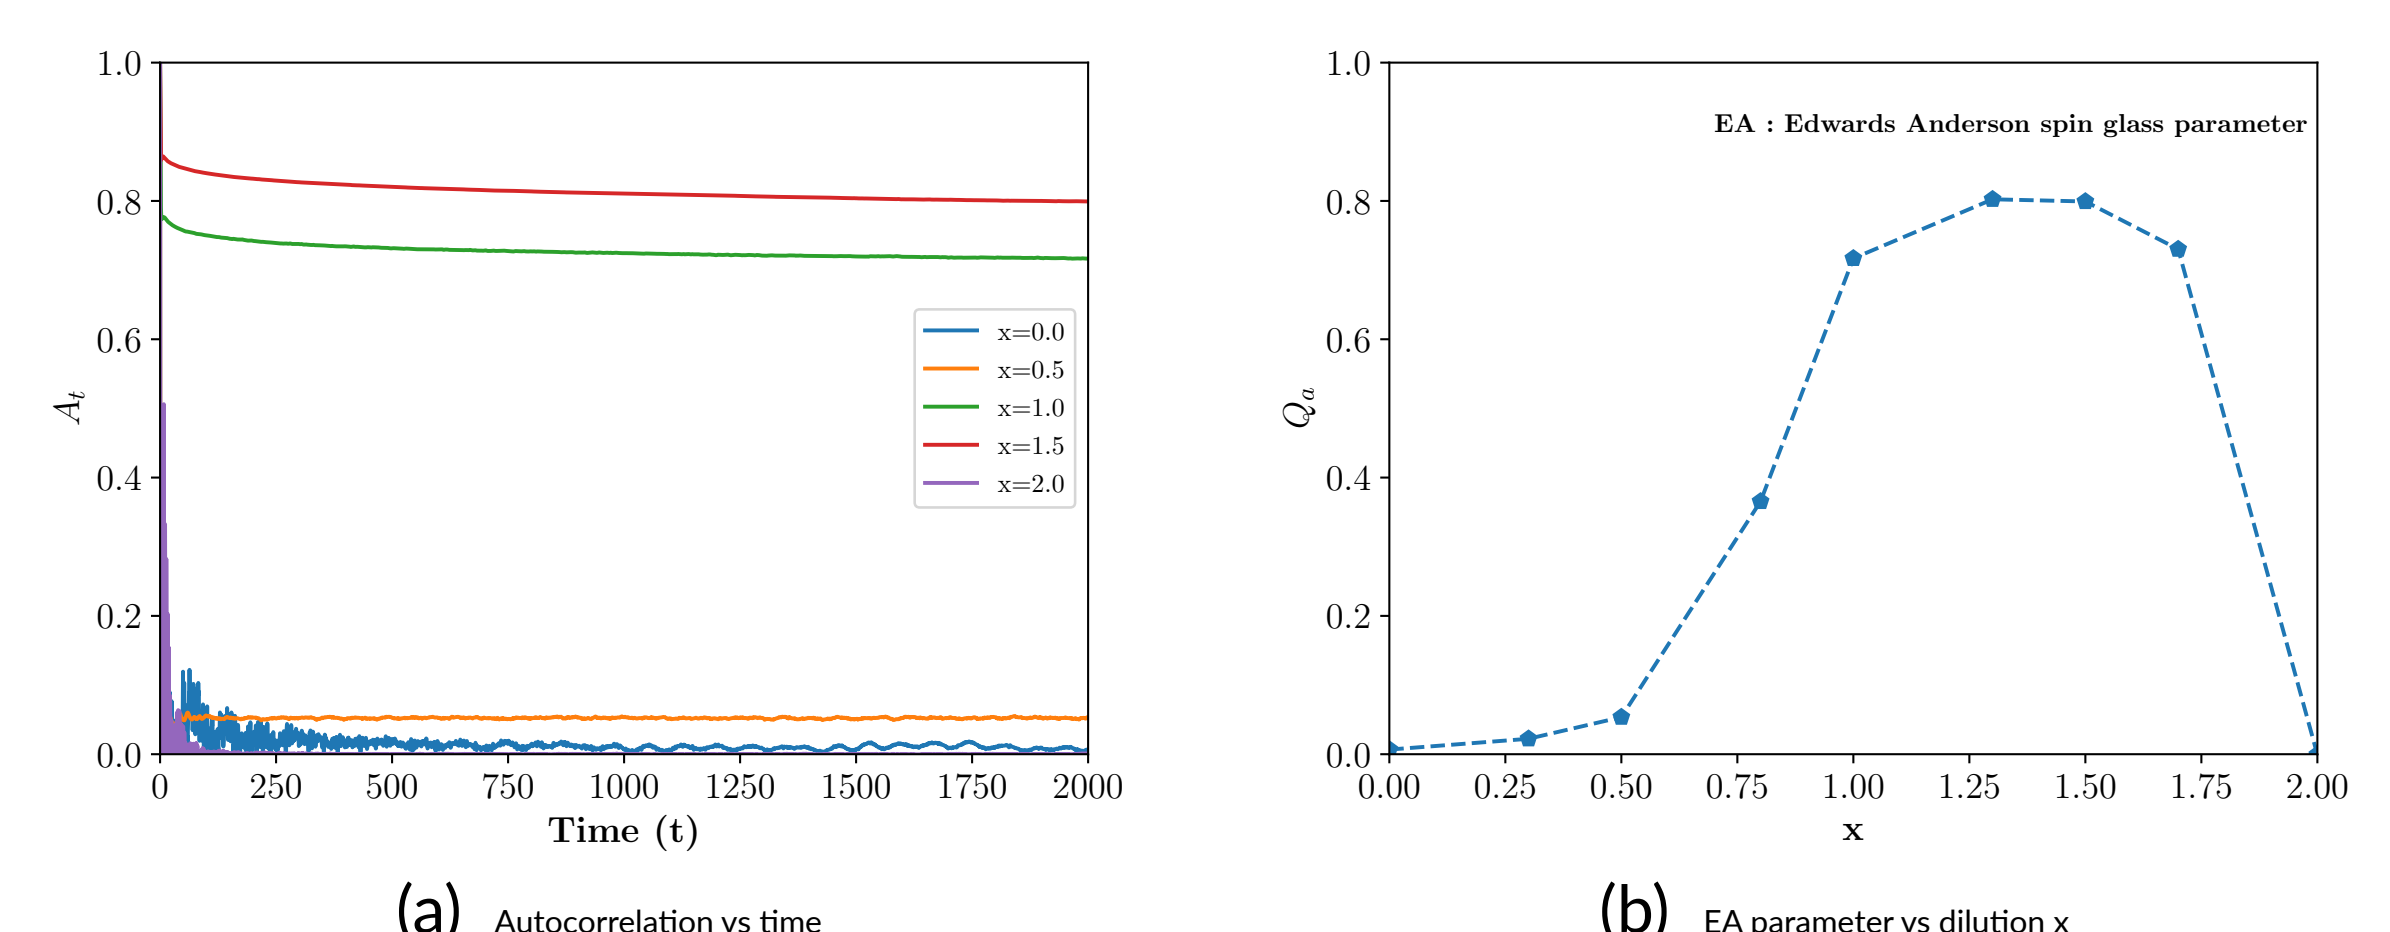 1.0
0.8
0.6
0.4
0.2
0.0
A_t
x=0.0
x=0.5
x=1.0
x=1.5
x=2.0
0 250 500 750 1000 1250 1500 1750 2000
Time (t)
(a) Autocorrelation vs time
1.0
0.8
0.6
0.4
0.2
0.0
Q_a
EA : Edwards Anderson spin glass parameter
0.00 0.25 0.50 0.75 1.00 1.25 1.50 1.75 2.00
x
(b) EA parameter vs dilution x